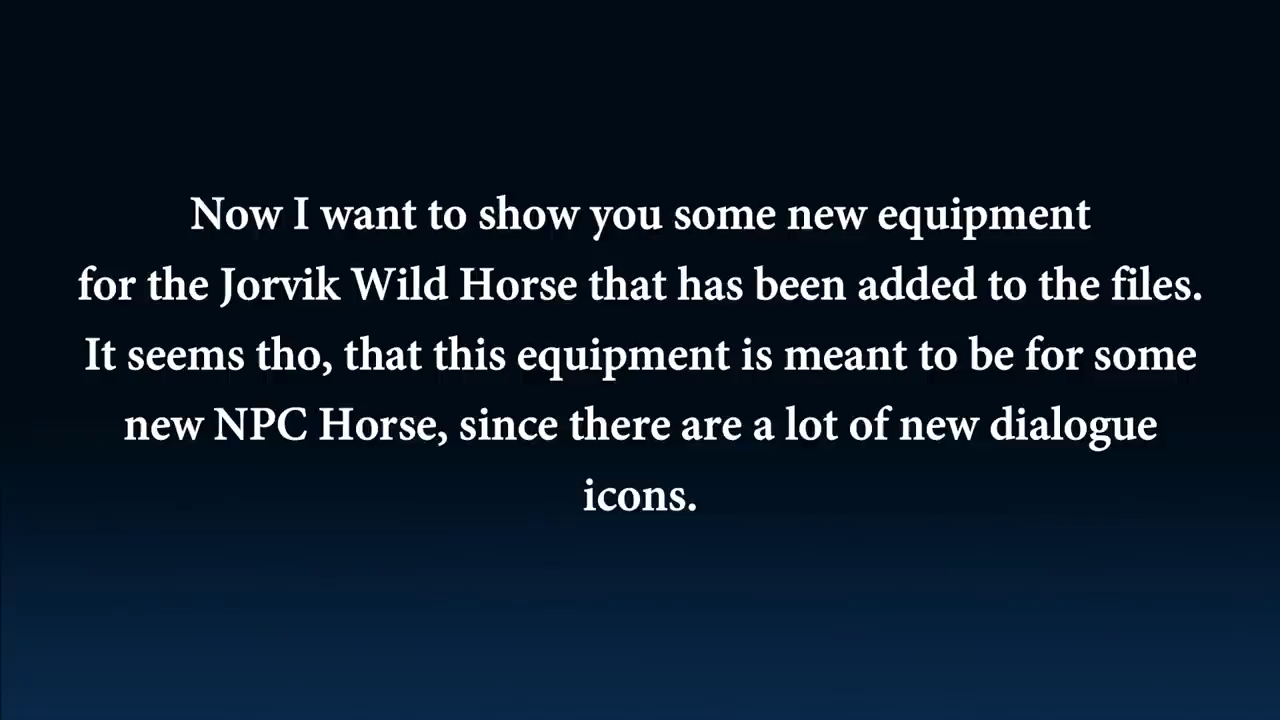 Now I want to show you some new equipment
for the Jorvik Wild Horse that has been added to the files.
It seems tho, that this equipment is meant to be for some
new NPC Horse, since there are a lot of new dialogue
icons.